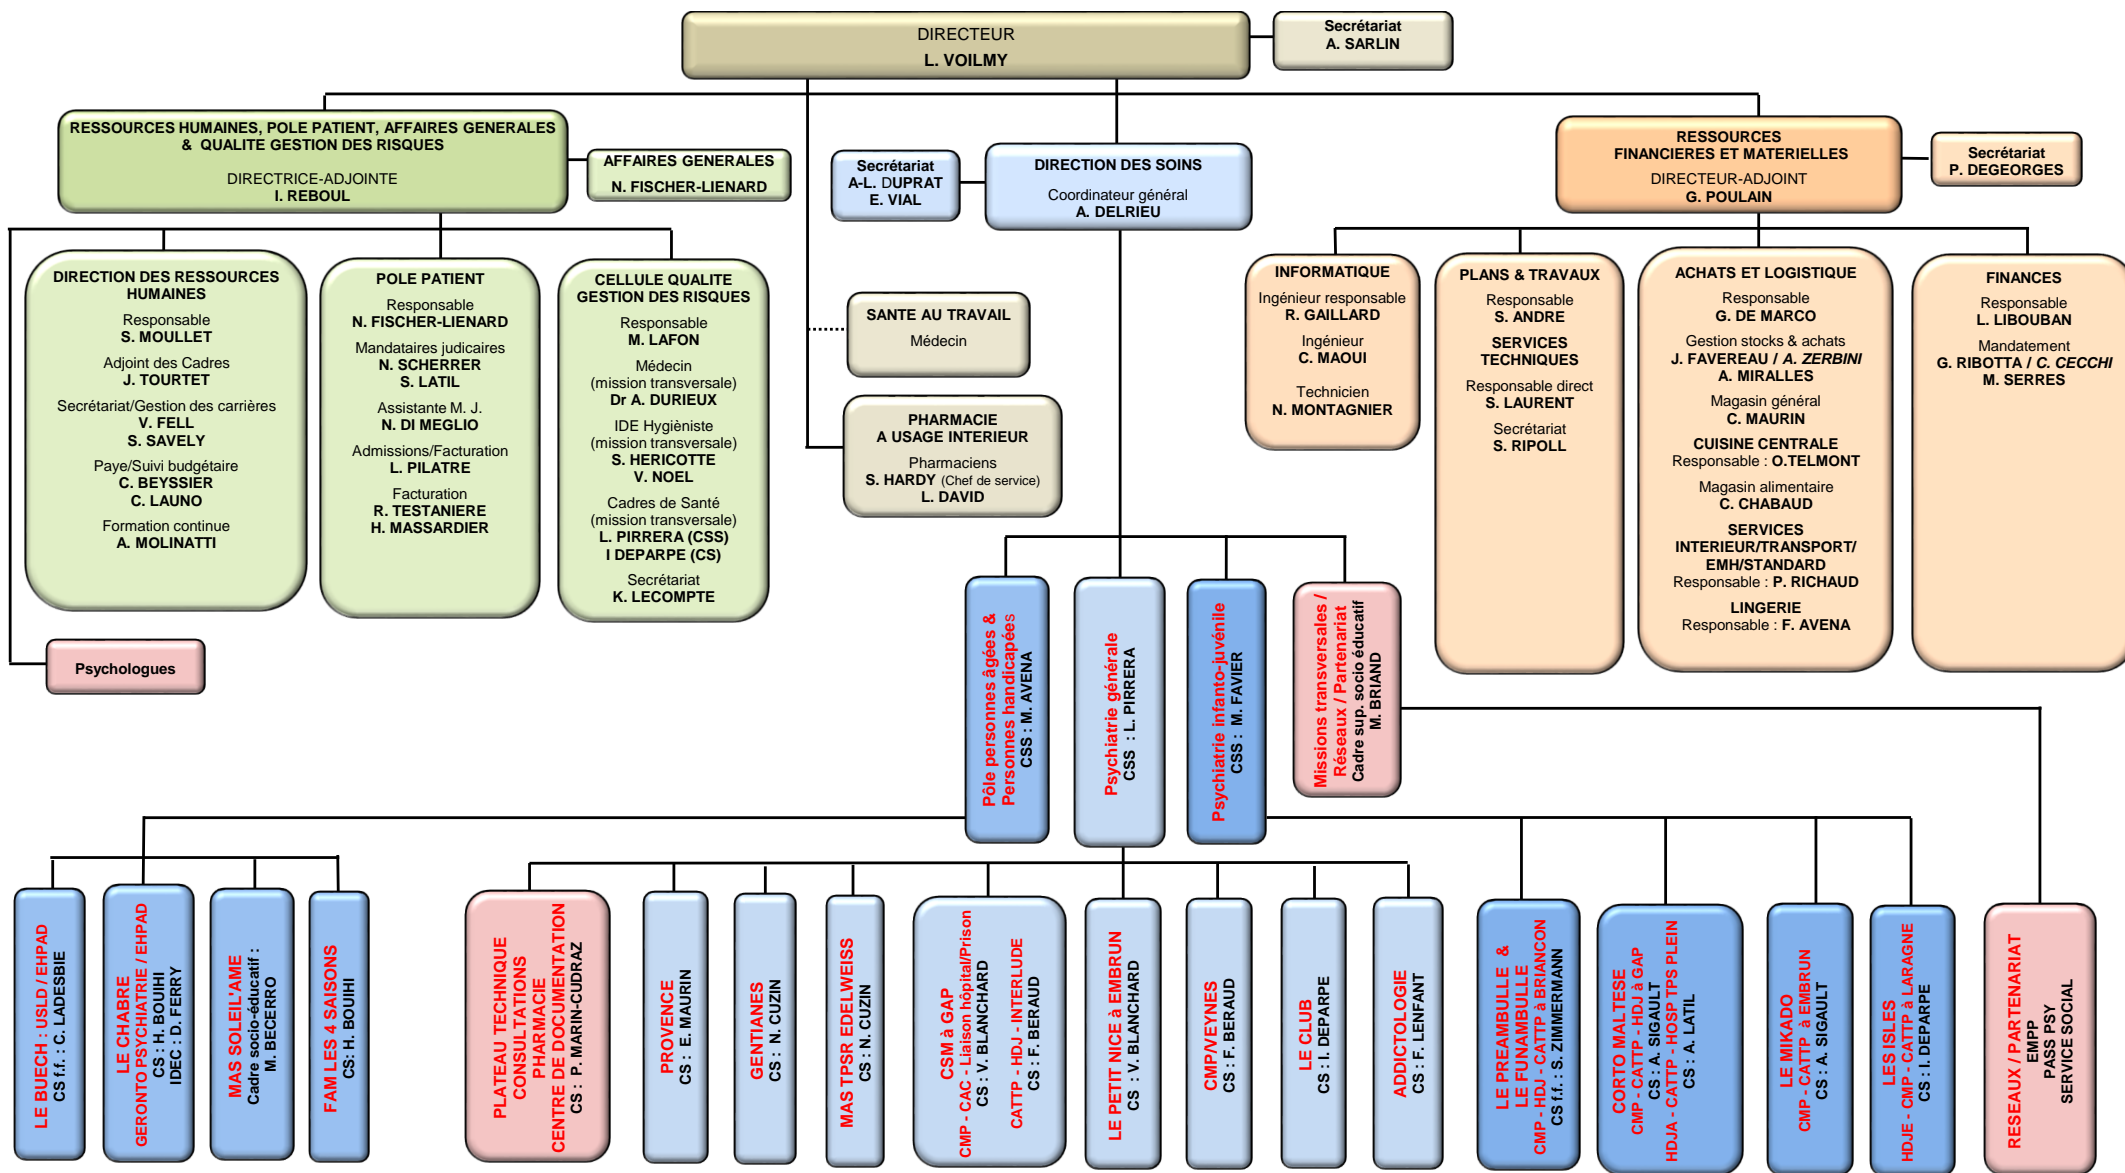 DIRECTEUR
L. VOILMY
Secrétariat
A. SARLIN
RESSOURCES HUMAINES, POLE PATIENT, AFFAIRES GENERALES
& QUALITE GESTION DES RISQUES
DIRECTRICE-ADJOINTE
I. REBOUL
AFFAIRES GENERALES
N. FISCHER-LIENARD
Secrétariat
A-L. DUPRAT
E. VIAL
DIRECTION DES SOINS
Coordinateur général
A. DELRIEU
RESSOURCES
FINANCIERES ET MATERIELLES
DIRECTEUR-ADJOINT
G. POULAIN
Secrétariat
P. DEGEORGES
DIRECTION DES RESSOURCES
HUMAINES
Responsable
S. MOULLET
Adjoint des Cadres
J. TOURTET
Secrétariat/Gestion des carrières
V. FELL
S. SAVELY
Paye/Suivi budgétaire
C. BEYSSIER
C. LAUNO
Formation continue
A. MOLINATTI
POLE PATIENT
Responsable
N. FISCHER-LIENARD
Mandataires judicaires
N. SCHERRER
S. LATIL
Assistante M. J.
N. DI MEGLIO
Admissions/Facturation
L. PILATRE
Facturation
R. TESTANIERE
H. MASSARDIER
CELLULE QUALITE
GESTION DES RISQUES
Responsable
M. LAFON
Médecin
(mission transversale)
Dr A. DURIEUX
IDE Hygièniste
(mission transversale)
S. HERICOTTE
V. NOEL
Cadres de Santé
(mission transversale)
L. PIRRERA (CSS)
I DEPARPE (CS)
Secrétariat
K. LECOMPTE
SANTE AU TRAVAIL
Médecin
PHARMACIE
A USAGE INTERIEUR
Pharmaciens
S. HARDY (Chef de service)
L. DAVID
INFORMATIQUE
Ingénieur responsable
R. GAILLARD
Ingénieur
C. MAOUI
Technicien
N. MONTAGNIER
PLANS & TRAVAUX
Responsable
S. ANDRE
SERVICES
TECHNIQUES
Responsable direct
S. LAURENT
Secrétariat
S. RIPOLL
ACHATS ET LOGISTIQUE
Responsable
G. DE MARCO
Gestion stocks & achats
J. FAVEREAU / A. ZERBINI
A. MIRALLES
Magasin général
C. MAURIN
CUISINE CENTRALE
Responsable : O.TELMONT
Magasin alimentaire
C. CHABAUD
SERVICES
INTERIEUR/TRANSPORT/
EMH/STANDARD
Responsable : P. RICHAUD
LINGERIE
Responsable : F. AVENA
FINANCES
Responsable
L. LIBOUBAN
Mandatement
G. RIBOTTA / C. CECCHI
M. SERRES
Psychologues
Pôle personnes âgées &
Personnes handicapées
CSS : M. AVENA
Psychiatrie générale
CSS : L. PIRRERA
Psychiatrie infanto-juvénile
CSS : M. FAVIER
Missions transversales /
Réseaux / Partenariat
Cadre sup. socio éducatif
M. BRIAND
LE BUECH : USLD / EHPAD
CS f.f. : C. LADESBIE
LE CHABRE
GERONTO PSYCHIATRIE / EHPAD
CS : H. BOUIHI
IDEC : D. FERRY
MAS SOLEIL'AME
Cadre socio-éducatif :
M. BECERRO
FAM LES 4 SAISONS
CS: H. BOUIHI
PLATEAU TECHNIQUE
CONSULTATIONS
PHARMACIE
CENTRE DE DOCUMENTATION
CS : P. MARIN-CUDRAZ
PROVENCE
CS : E. MAURIN
GENTIANES
CS : N. CUZIN
MAS TPSR EDELWEISS
CS : N. CUZIN
CSM à GAP
CMP - CAC - Liaison hôpital/Prison
CS : V. BLANCHARD
CATTP - HDJ - INTERLUDE
CS : F. BERAUD
LE PETIT NICE à EMBRUN
CS : V. BLANCHARD
CMP/VEYNES
CS : F. BERAUD
LE CLUB
CS : I. DEPARPE
ADDICTOLOGIE
CS : F. LENFANT
LE PREAMBULLE &
LE FUNAMBULLE
CMP - HDJ - CATTP à BRIANCON
CS f.f. : S. ZIMMERMANN
CORTO MALTESE
CMP - CATTP - HDJ à GAP
CS : A. SIGAULT
HDJA - CATTP - HOSP TPS PLEIN
CS : A. LATIL
LE MIKADO
CMP - CATTP à EMBRUN
CS : A. SIGAULT
LES ISLES
HDJE - CMP - CATTP à LARAGNE
CS : I. DEPARPE
RESEAUX / PARTENARIAT
EMPP
PASS PSY
SERVICE SOCIAL